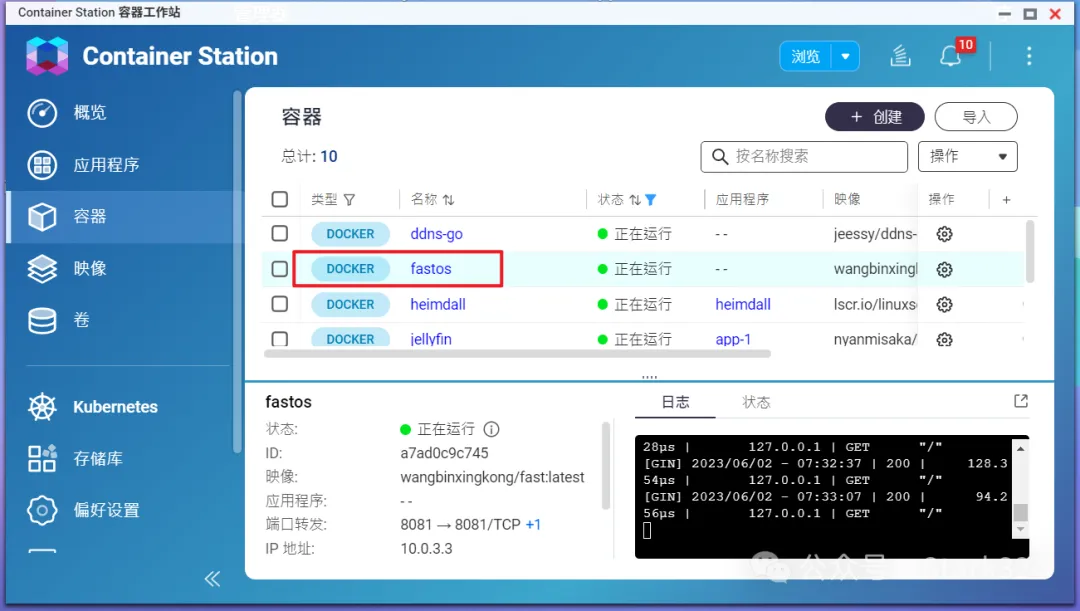 Container Station 容器工作站
Container Station
浏览
10
概览
应用程序
容器
映像
卷
Kubernetes
存储库
偏好设置
容器
+ 创建
导入
总计: 10
按名称搜索
操作
类型 名称 状态 应用程序 映像 操作 +
DOCKER ddns-go 正在运行 - - jeessy/ddns-
DOCKER fastos 正在运行 - - wangbinxing
DOCKER heimdall 正在运行 heimdall lscr.io/linuxs
DOCKER jellyfin 正在运行 app-1 nyanmisaka/
fastos
状态: 正在运行
ID: a7ad0c9c745
映像: wangbinxingkong/fast:latest
应用程序: - -
端口转发: 8081 → 8081/TCP +1
IP 地址: 10.0.3.3
日志 状态
28µs | 127.0.0.1 | GET "/"
[GIN] 2023/06/02 - 07:32:37 | 200 | 128.3
54µs | 127.0.0.1 | GET "/"
[GIN] 2023/06/02 - 07:33:07 | 200 | 94.2
56µs | 127.0.0.1 | GET "/"
公众号